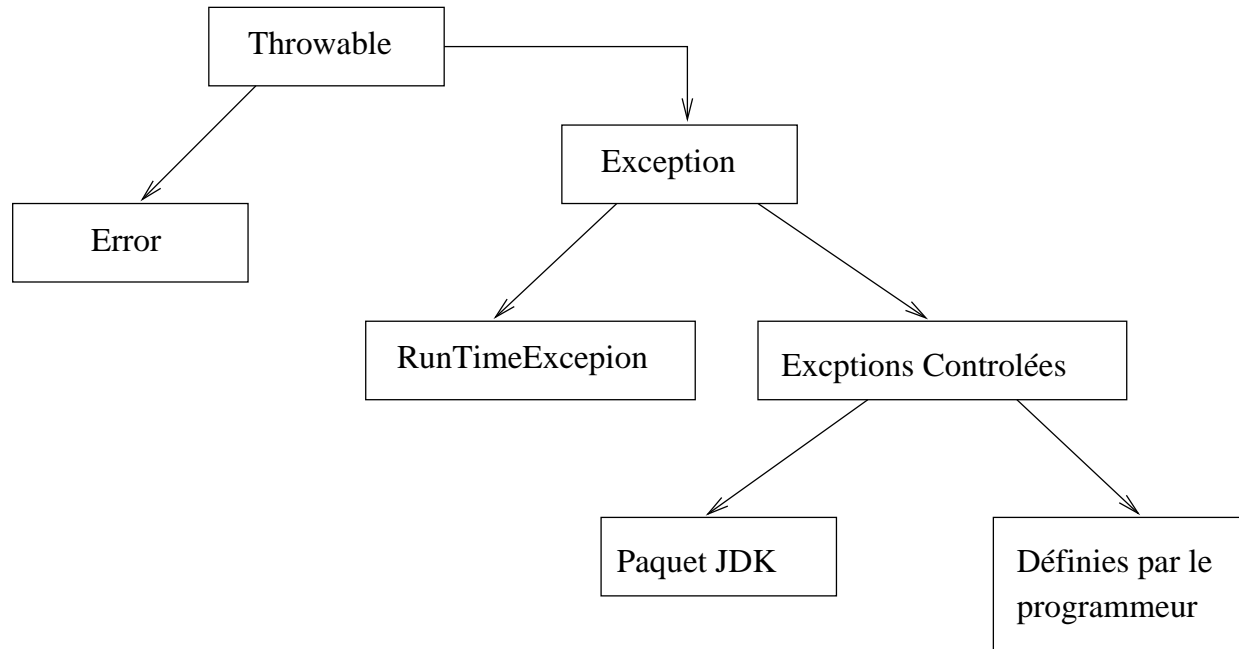 Throwable
Exception
Error
RunTimeExcepion
Excptions Controlées
Paquet JDK
Définies par le
programmeur